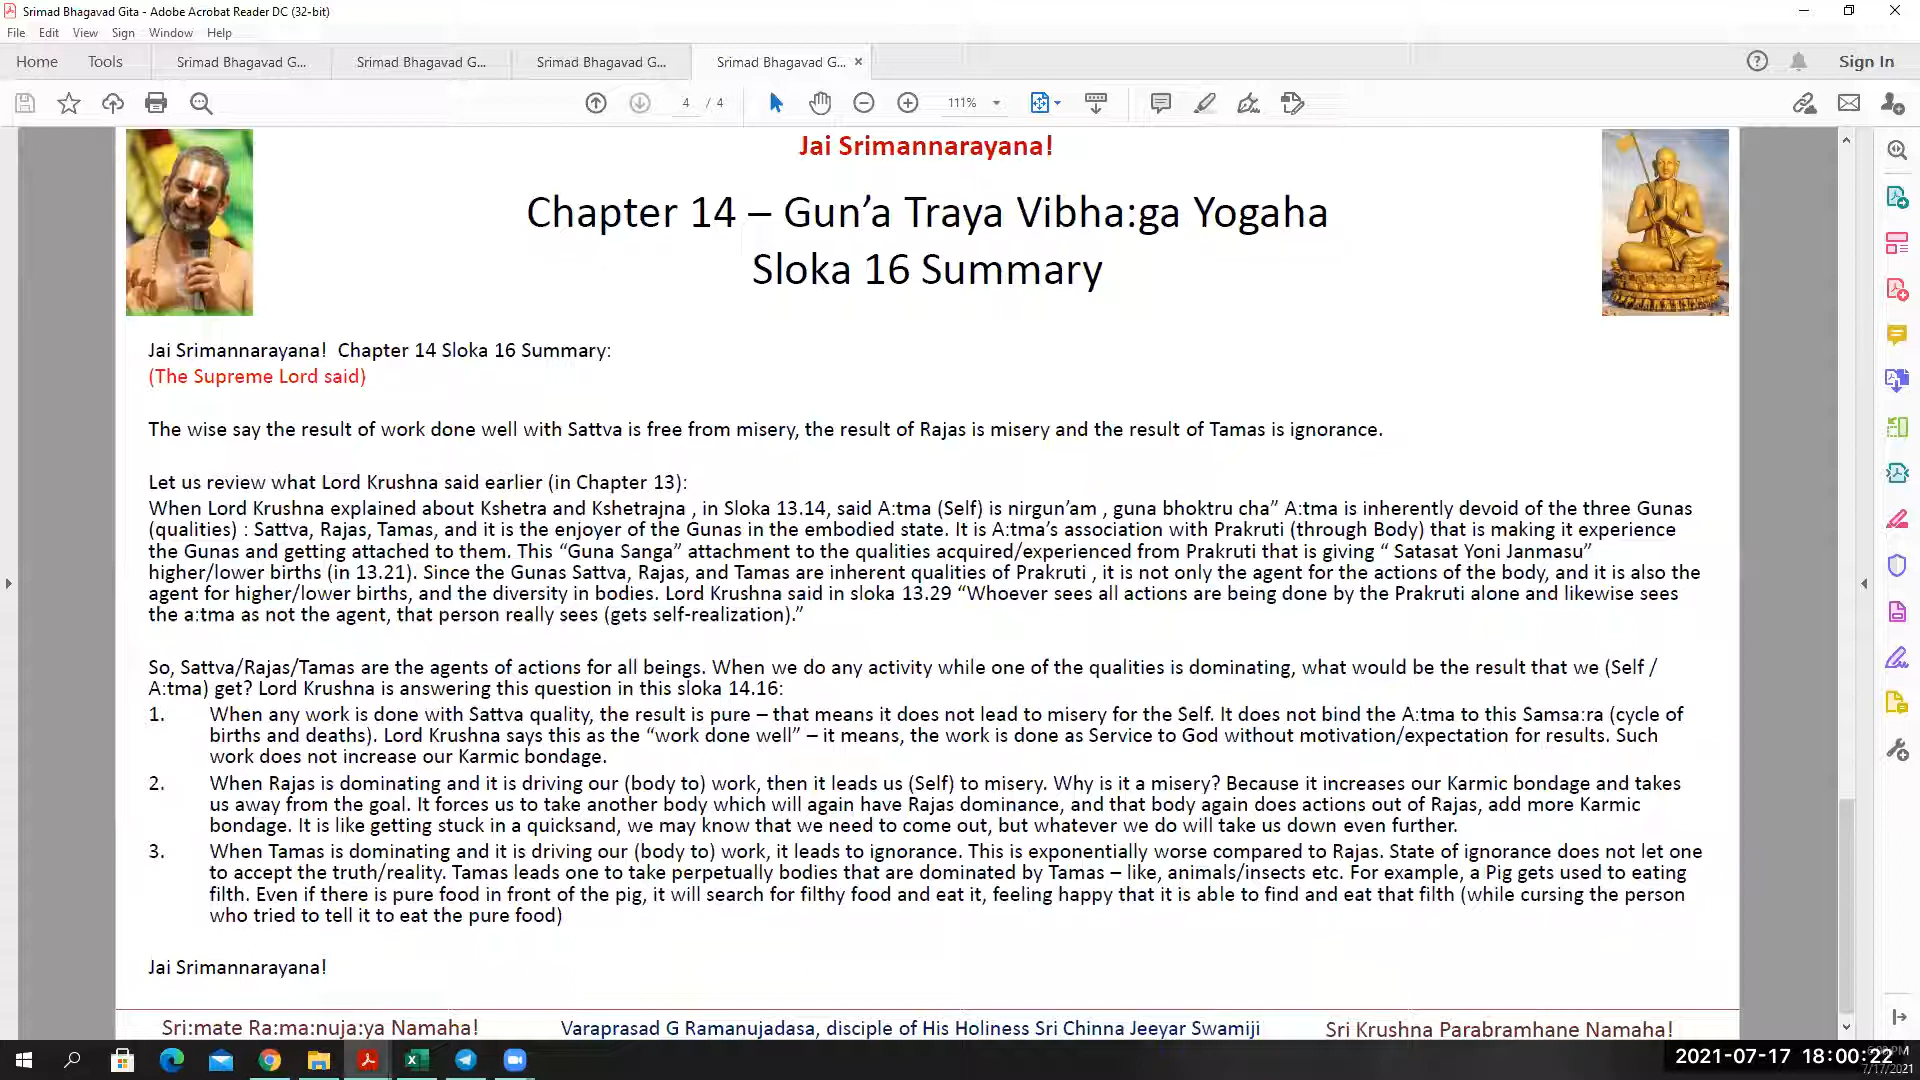 Srimad Bhagavad Gita - Adobe Acrobat Reader DC (32-bit)
File Edit View Sign Window Help
Home Tools Srimad Bhagavad G... Srimad Bhagavad G... Srimad Bhagavad G... Srimad Bhagavad G... × Sign In
4 / 4 111%
Jai Srimannarayana!
Chapter 14 – Gun’a Traya Vibha:ga Yogaha
Sloka 16 Summary
Jai Srimannarayana!  Chapter 14 Sloka 16 Summary:
(The Supreme Lord said)
The wise say the result of work done well with Sattva is free from misery, the result of Rajas is misery and the result of Tamas is ignorance.
Let us review what Lord Krushna said earlier (in Chapter 13):
When Lord Krushna explained about Kshetra and Kshetrajna , in Sloka 13.14, said A:tma (Self) is nirgun’am , guna bhoktru cha” A:tma is inherently devoid of the three Gunas
(qualities) : Sattva, Rajas, Tamas, and it is the enjoyer of the Gunas in the embodied state. It is A:tma’s association with Prakruti (through Body) that is making it experience
the Gunas and getting attached to them. This “Guna Sanga” attachment to the qualities acquired/experienced from Prakruti that is giving “ Satasat Yoni Janmasu”
higher/lower births (in 13.21). Since the Gunas Sattva, Rajas, and Tamas are inherent qualities of Prakruti , it is not only the agent for the actions of the body, and it is also the
agent for higher/lower births, and the diversity in bodies. Lord Krushna said in sloka 13.29 “Whoever sees all actions are being done by the Prakruti alone and likewise sees
the a:tma as not the agent, that person really sees (gets self-realization).”
So, Sattva/Rajas/Tamas are the agents of actions for all beings. When we do any activity while one of the qualities is dominating, what would be the result that we (Self /
A:tma) get? Lord Krushna is answering this question in this sloka 14.16:
1. When any work is done with Sattva quality, the result is pure – that means it does not lead to misery for the Self. It does not bind the A:tma to this Samsa:ra (cycle of
births and deaths). Lord Krushna says this as the “work done well” – it means, the work is done as Service to God without motivation/expectation for results. Such
work does not increase our Karmic bondage.
2. When Rajas is dominating and it is driving our (body to) work, then it leads us (Self) to misery. Why is it a misery? Because it increases our Karmic bondage and takes
us away from the goal. It forces us to take another body which will again have Rajas dominance, and that body again does actions out of Rajas, add more Karmic
bondage. It is like getting stuck in a quicksand, we may know that we need to come out, but whatever we do will take us down even further.
3. When Tamas is dominating and it is driving our (body to) work, it leads to ignorance. This is exponentially worse compared to Rajas. State of ignorance does not let one
to accept the truth/reality. Tamas leads one to take perpetually bodies that are dominated by Tamas – like, animals/insects etc. For example, a Pig gets used to eating
filth. Even if there is pure food in front of the pig, it will search for filthy food and eat it, feeling happy that it is able to find and eat that filth (while cursing the person
who tried to tell it to eat the pure food)
Jai Srimannarayana!
Sri:mate Ra:ma:nuja:ya Namaha! Varaprasad G Ramanujadasa, disciple of His Holiness Sri Chinna Jeeyar Swamiji Sri Krushna Parabramhane Namaha!
2021-07-17 18:00:22
7/17/2021